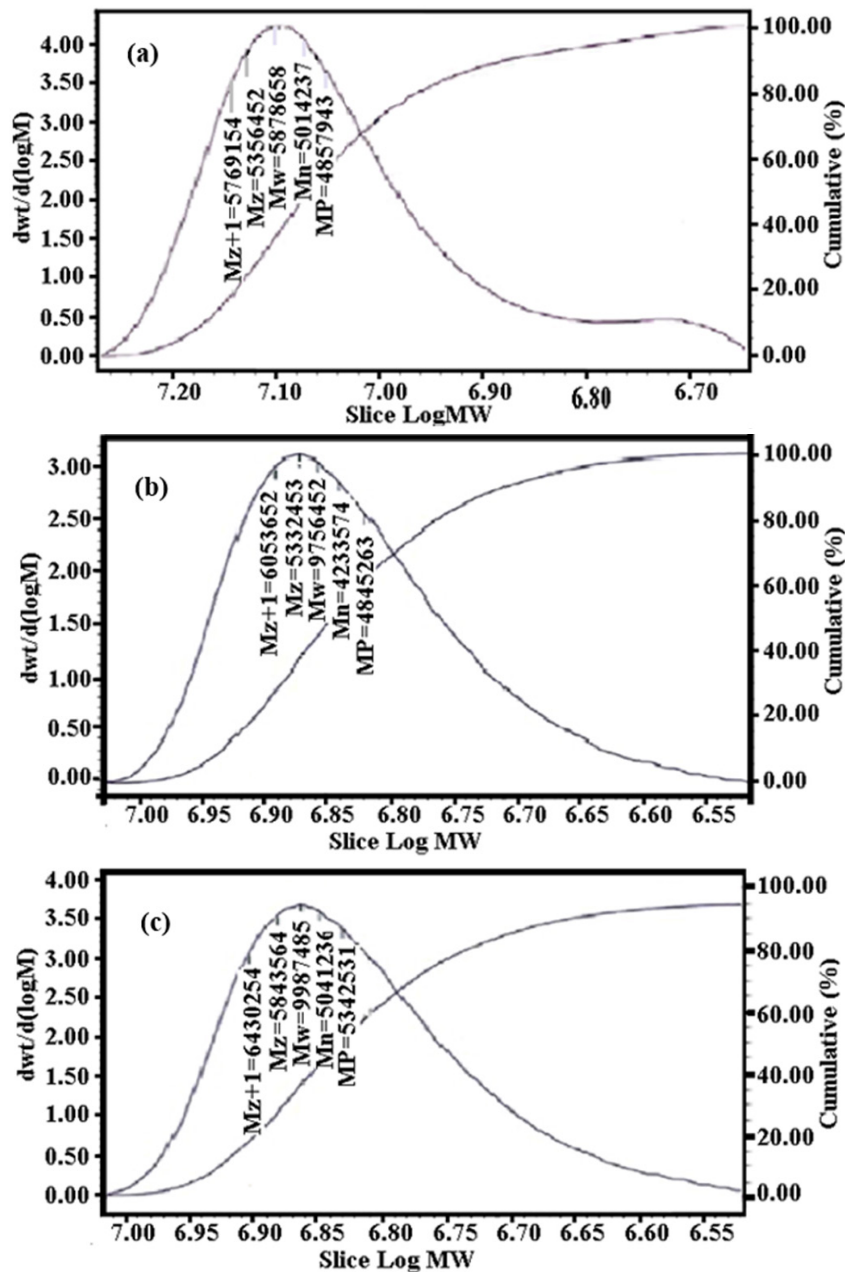 (a)
dwt/d(logM)
4.00
3.50
3.00
2.50
2.00
1.50
1.00
0.50
0.00
Mz+1=5769154
Mz=5356452
Mw=5878658
Mn=5014237
MP=4857943
100.00
80.00
60.00
40.00
20.00
0.00
Cumulative (%)
7.20 7.10 7.00 6.90 6.80 6.70
Slice LogMW
(b)
dwt/d(logM)
3.00
2.50
2.00
1.50
1.00
0.50
0.00
Mz+1=6053652
Mz=5332453
Mw=9756452
Mn=4233574
MP=4845263
100.00
80.00
60.00
40.00
20.00
0.00
Cumulative (%)
7.00 6.95 6.90 6.85 6.80 6.75 6.70 6.65 6.60 6.55
Slice Log MW
(c)
dwt/d(logM)
4.00
3.50
3.00
2.50
2.00
1.50
1.00
0.50
0.00
Mz+1=6430254
Mz=5843564
Mw=9987485
Mn=5041236
MP=5342531
100.00
80.00
60.00
40.00
20.00
0.00
Cumulative (%)
7.00 6.95 6.90 6.85 6.80 6.75 6.70 6.65 6.60 6.55
Slice Log MW